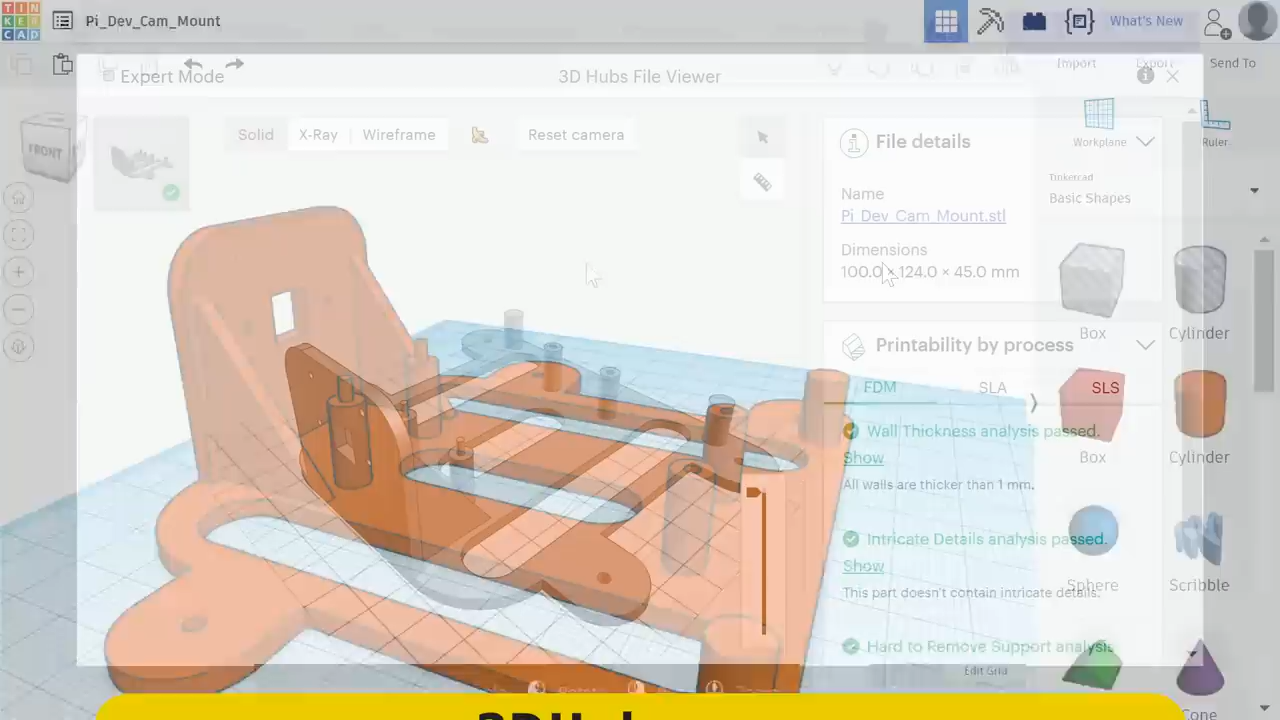 TIN
KER
CAD
Pi_Dev_Cam_Mount
What's New
Import
Export
Send To
Expert Mode
3D Hubs File Viewer
FRONT
Solid
X-Ray
Wireframe
Reset camera
File details
Name
Pi_Dev_Cam_Mount.stl
Dimensions
100.0 × 124.0 × 45.0 mm
Printability by process
FDM
SLA
SLS
Wall Thickness analysis passed.
Show
All walls are thicker than 1 mm.
Intricate Details analysis passed.
Show
This part doesn't contain intricate details.
Hard to Remove Support analysis
Workplane
Ruler
Tinkercad
Basic Shapes
Box
Cylinder
Box
Cylinder
Sphere
Scribble
Cone
Edit Grid